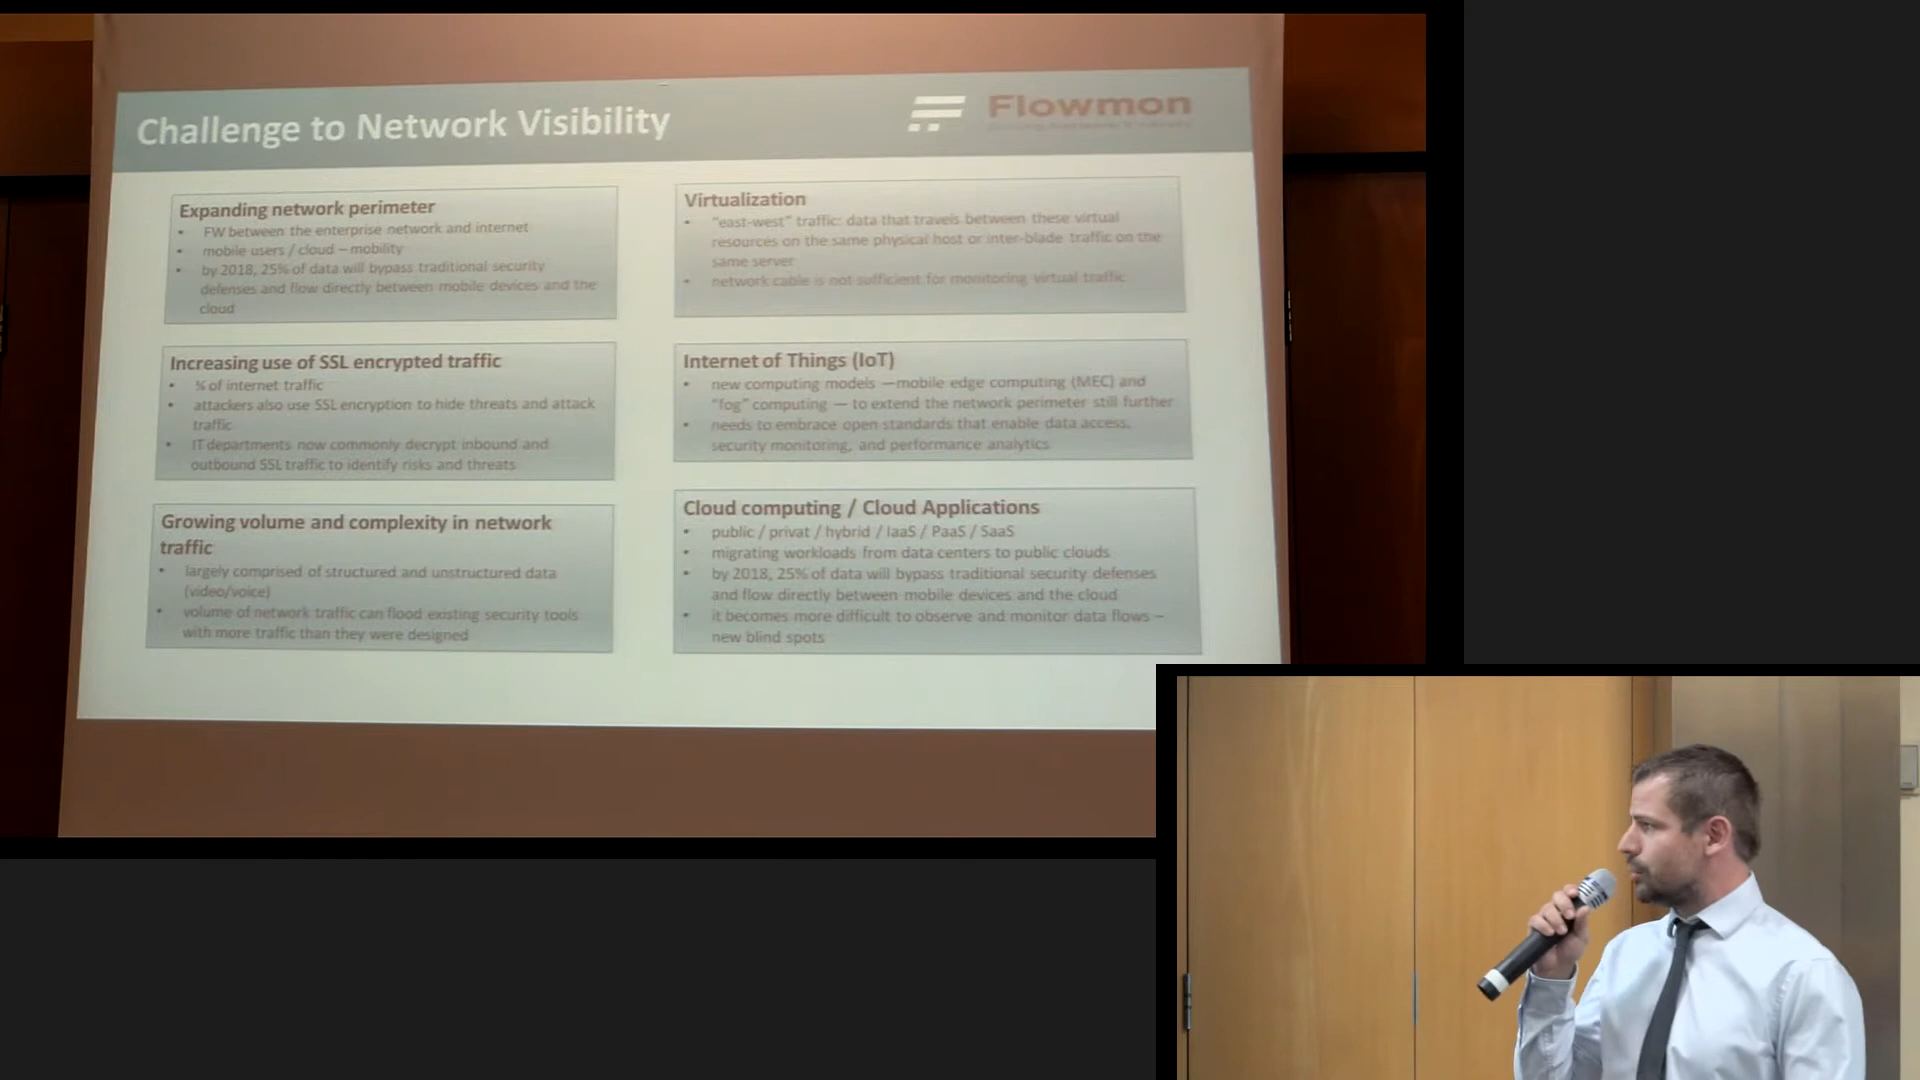 Challenge to Network Visibility
Flowmon
Expanding network perimeter
• FW between the enterprise network and internet
• mobile users / cloud – mobility
• by 2018, 25% of data will bypass traditional security
defenses and flow directly between mobile devices and the
cloud
Increasing use of SSL encrypted traffic
• of internet traffic
• attackers also use SSL encryption to hide threats and attack
traffic
• IT departments now commonly decrypt inbound and
outbound SSL traffic to identify risks and threats
Growing volume and complexity in network
traffic
• largely comprised of structured and unstructured data
(video/voice)
• volume of network traffic can flood existing security tools
with more traffic than they were designed
Virtualization
• "east-west" traffic: data that travels between these virtual
resources on the same physical host or inter-blade traffic on the
same server
• network cable is not sufficient for monitoring virtual traffic
Internet of Things (IoT)
• new computing models —mobile edge computing (MEC) and
"fog" computing — to extend the network perimeter still further
• needs to embrace open standards that enable data access,
security monitoring, and performance analytics
Cloud computing / Cloud Applications
• public / privat / hybrid / IaaS / PaaS / SaaS
• migrating workloads from data centers to public clouds
• by 2018, 25% of data will bypass traditional security defenses
and flow directly between mobile devices and the cloud
• it becomes more difficult to observe and monitor data flows –
new blind spots